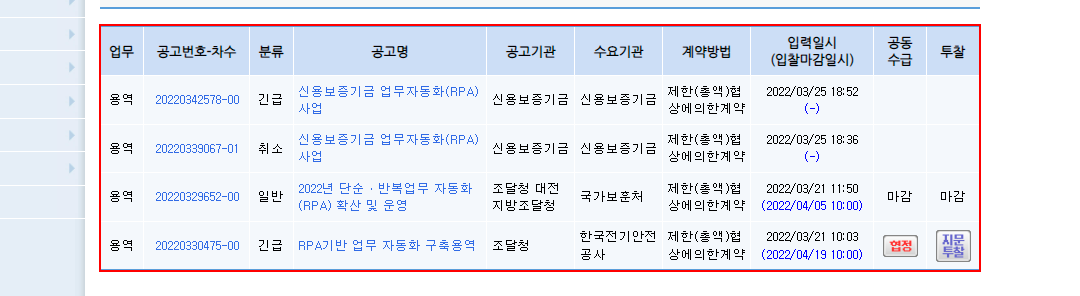 업무 공고번호-차수 분류 공고명 공고기관 수요기관 계약방법 입력일시 (입찰마감일시) 공동 수급 투찰
용역 20220342578-00 긴급 신용보증기금 업무자동화(RPA) 사업 신용보증기금 신용보증기금 제한(총액)협상에의한계약 2022/03/25 18:52 (-)
용역 20220339067-01 취소 신용보증기금 업무자동화(RPA) 사업 신용보증기금 신용보증기금 제한(총액)협상에의한계약 2022/03/25 18:36 (-)
용역 20220329652-00 일반 2022년 단순·반복업무 자동화(RPA) 확산 및 운영 조달청 대전지방조달청 국가보훈처 제한(총액)협상에의한계약 2022/03/21 11:50 (2022/04/05 10:00) 마감 마감
용역 20220330475-00 긴급 RPA기반 업무 자동화 구축용역 조달청 한국전기안전공사 제한(총액)협상에의한계약 2022/03/21 10:03 (2022/04/19 10:00) 협정 지문투찰